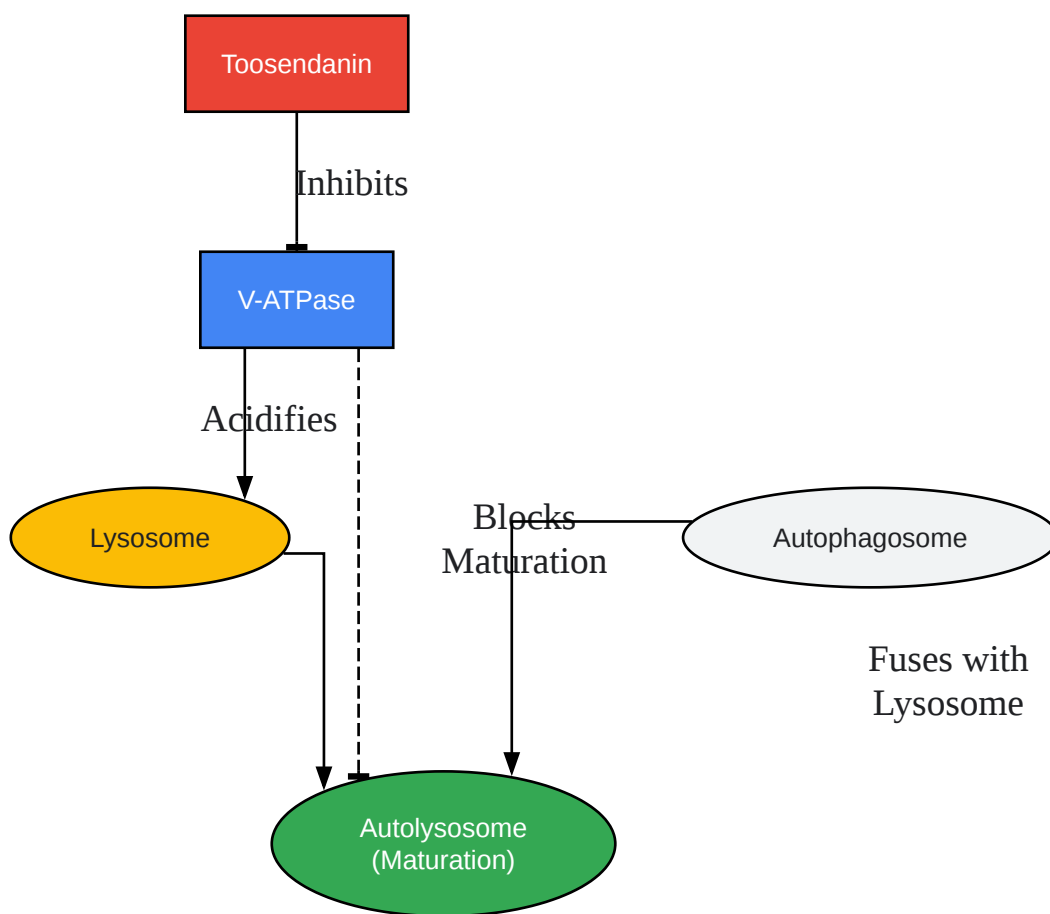 Toosendanin
Inhibits
V-ATPase
Acidifies
Blocks
Maturation
Lysosome
Autophagosome
Fuses with
Lysosome
Autolysosome
(Maturation)